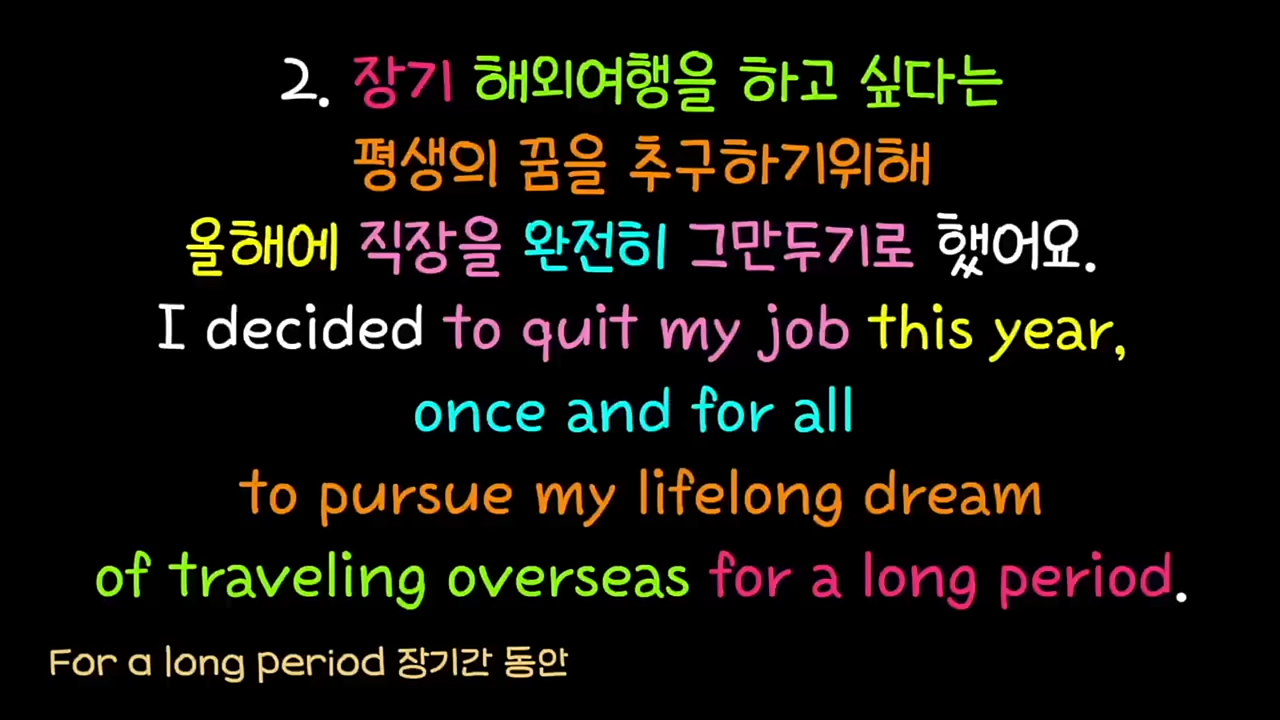 2. 장기 해외여행을 하고 싶다는
평생의 꿈을 추구하기위해
올해에 직장을 완전히 그만두기로 했어요.
I decided to quit my job this year,
once and for all
to pursue my lifelong dream
of traveling overseas for a long period.
For a long period 장기간 동안